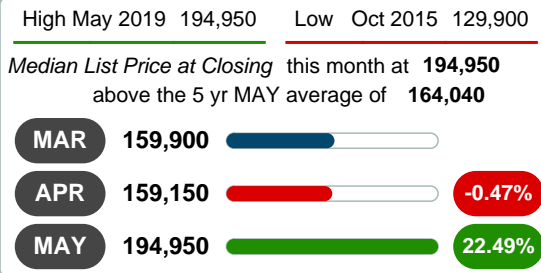 High May 2019 194,950 Low Oct 2015 129,900
Median List Price at Closing this month at 194,950
above the 5 yr MAY average of 164,040
MAR 159,900
APR 159,150 -0.47%
MAY 194,950 22.49%